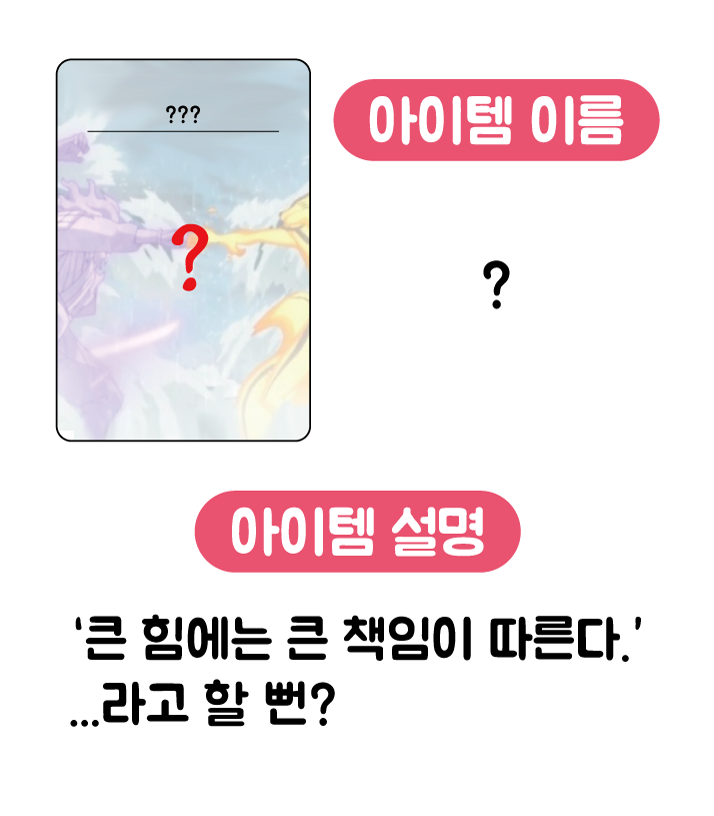 ???
?
아이템 이름
?
아이템 설명
‘큰 힘에는 큰 책임이 따른다.’
...라고 할 뻔?